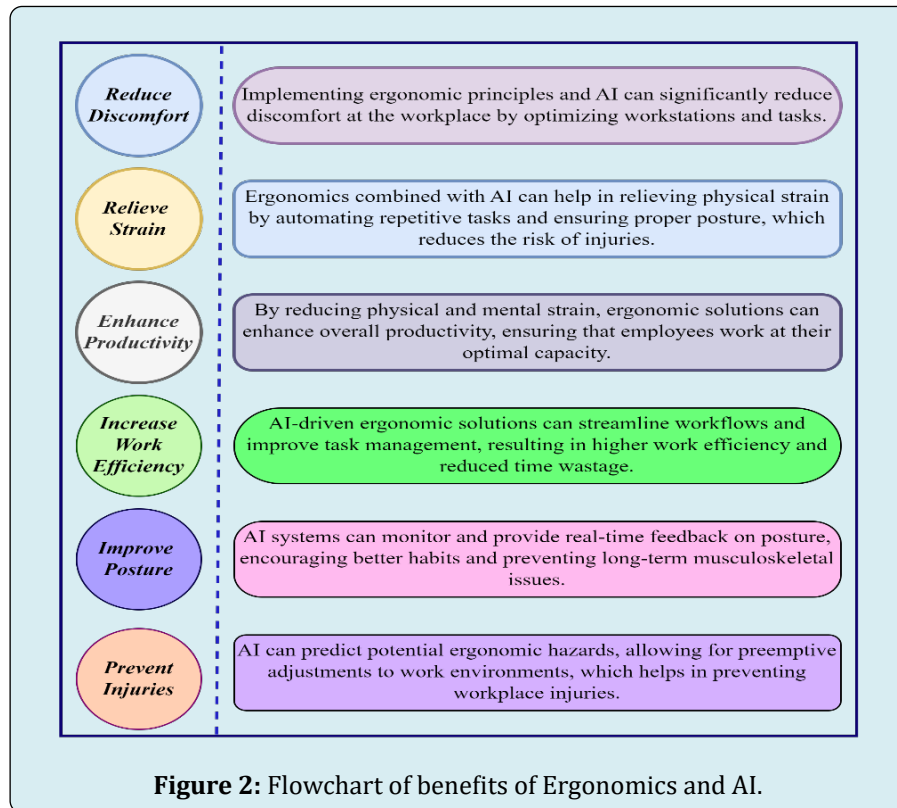 Reduce
Discomfort
Implementing ergonomic principles and AI can significantly reduce
discomfort at the workplace by optimizing workstations and tasks.
Relieve
Strain
Ergonomics combined with AI can help in relieving physical strain
by automating repetitive tasks and ensuring proper posture, which
reduces the risk of injuries.
Enhance
Productivity
By reducing physical and mental strain, ergonomic solutions can
enhance overall productivity, ensuring that employees work at their
optimal capacity.
Increase
Work
Efficiency
AI-driven ergonomic solutions can streamline workflows and
improve task management, resulting in higher work efficiency and
reduced time wastage.
Improve
Posture
AI systems can monitor and provide real-time feedback on posture,
encouraging better habits and preventing long-term musculoskeletal
issues.
Prevent
Injuries
AI can predict potential ergonomic hazards, allowing for preemptive
adjustments to work environments, which helps in preventing
workplace injuries.
Figure 2: Flowchart of benefits of Ergonomics and AI.